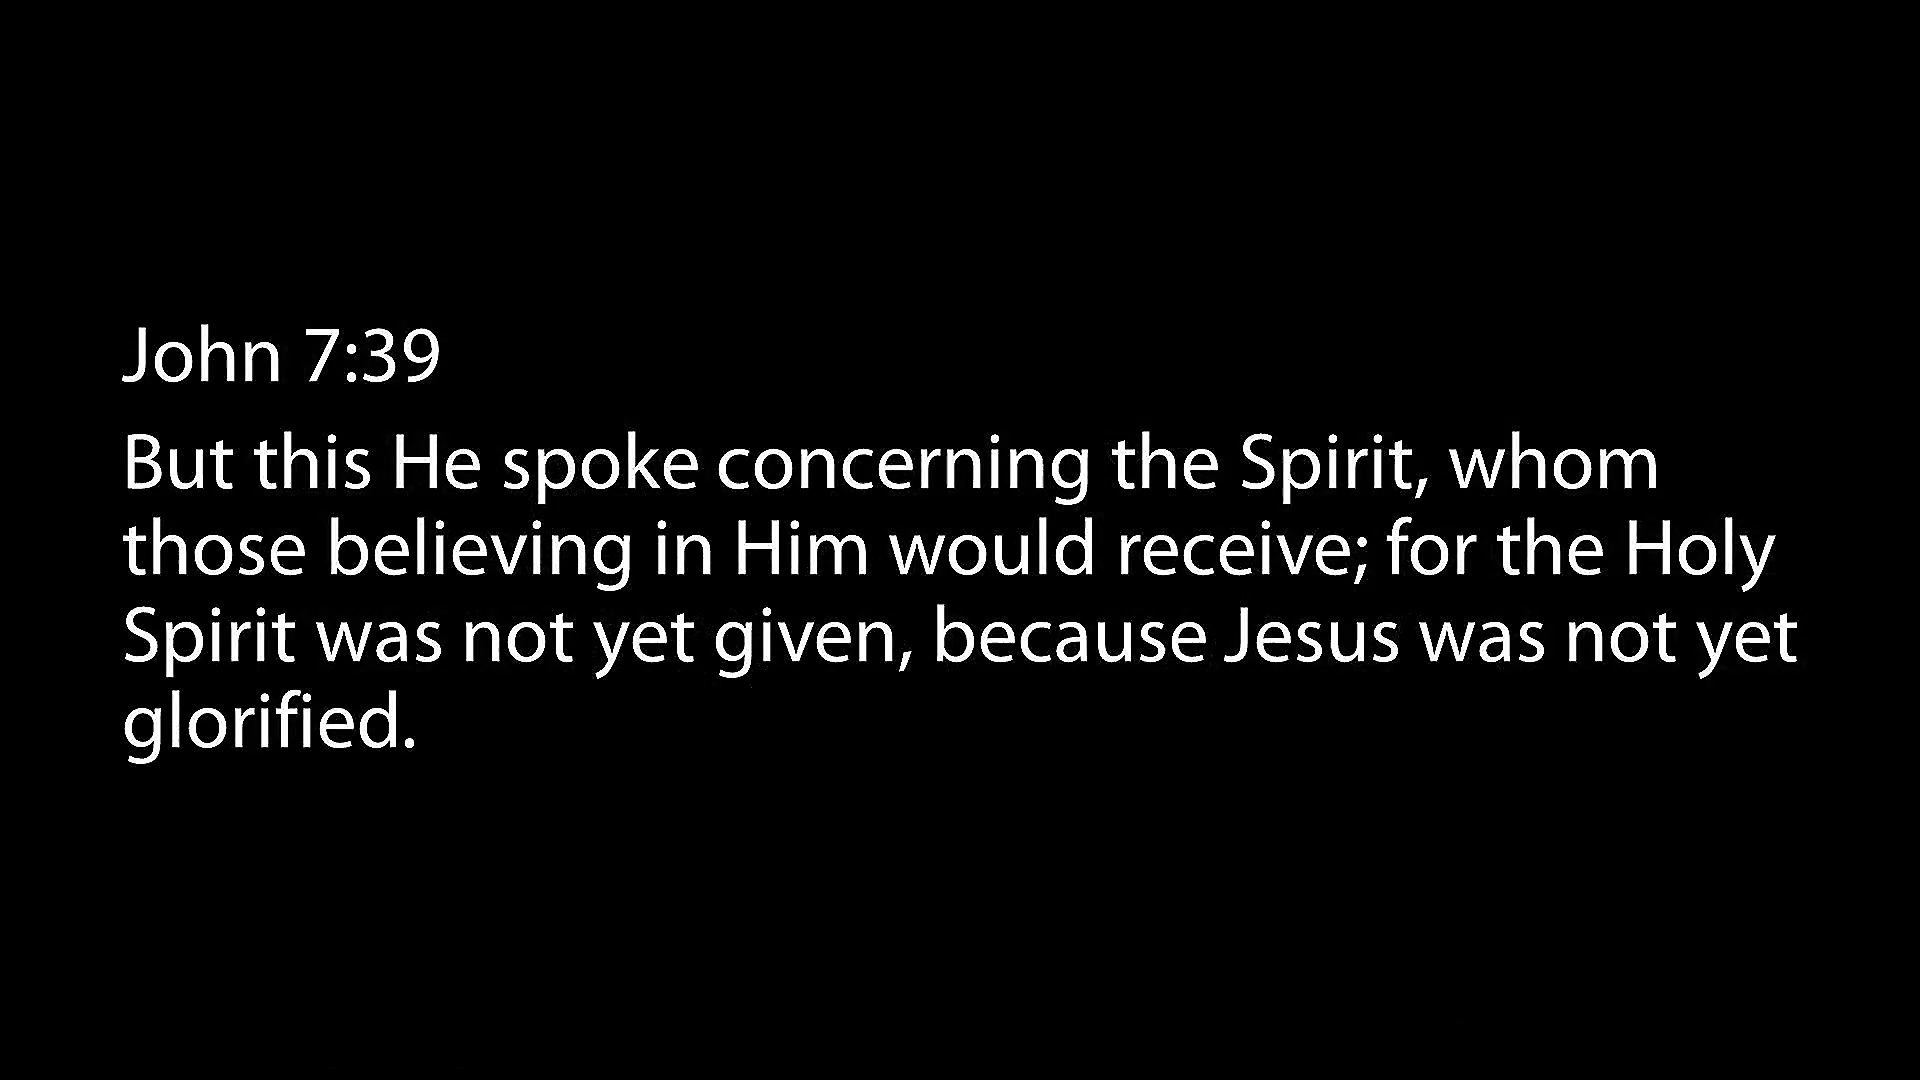 John 7:39
But this He spoke concerning the Spirit, whom
those believing in Him would receive; for the Holy
Spirit was not yet given, because Jesus was not yet
glorified.